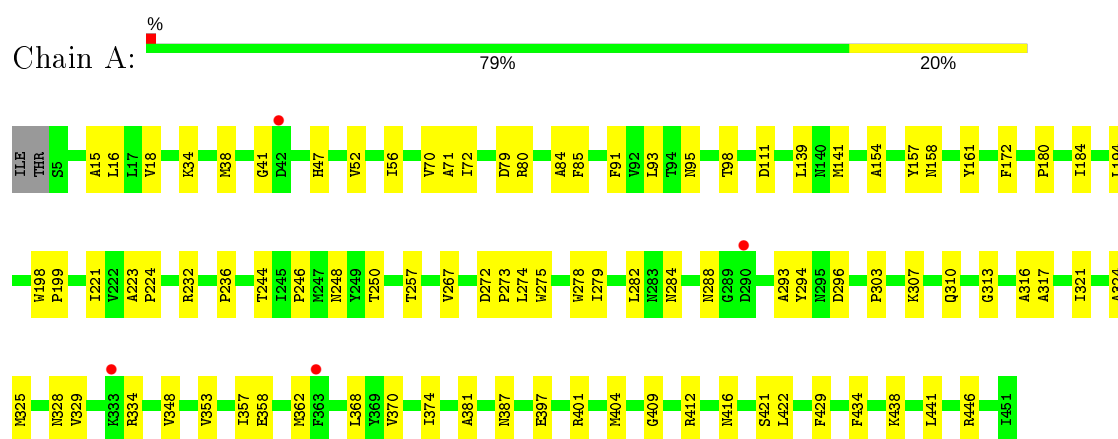 %
Chain A:
79%
20%
ILE THR S5 A15 L16 L17 V18 K34 M38 G41 D42 H47 V52 I56 V70 A71 I72 D79 R80 A84 F85 F91 V92 L93 T94 N95 T98 D111 L139 N140 M141 A154 Y157 N158 Y161 F172 P180 I184 L194
W198 P199 I221 V222 A223 P224 R232 P236 T244 I245 P246 M247 N248 Y249 T250 T257 V267 D272 P273 L274 W275 W278 I279 L282 N283 N284 N288 G289 D290 A293 Y294 N295 D296 P303 K307 Q310 G313 A316 A317 I321 A324
M325 N328 V329 K333 R334 V348 V353 I357 E358 M362 F363 L368 Y369 V370 I374 A381 N387 E397 R401 M404 G409 R412 N416 S421 L422 F429 F434 K438 L441 R446 I451